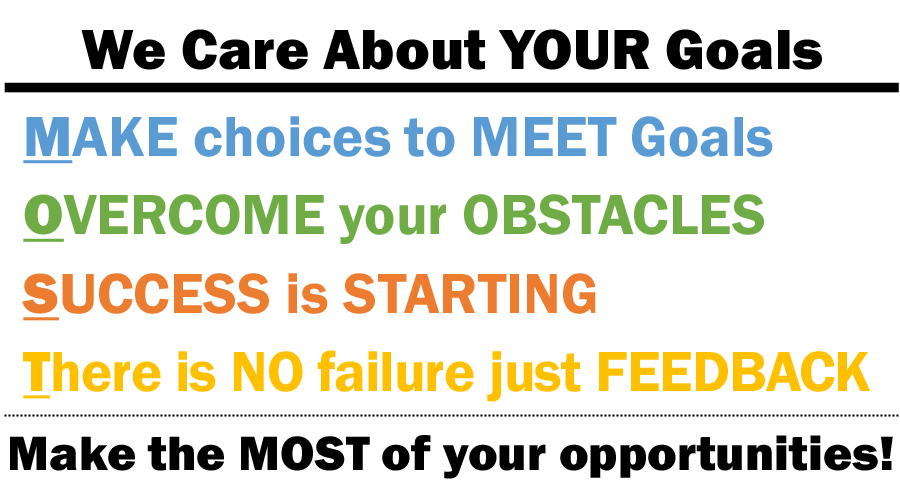 We Care About YOUR Goals
MAKE choices to MEET Goals
OVERCOME your OBSTACLES
SUCCESS is STARTING
There is NO failure just FEEDBACK
Make the MOST of your opportunities!